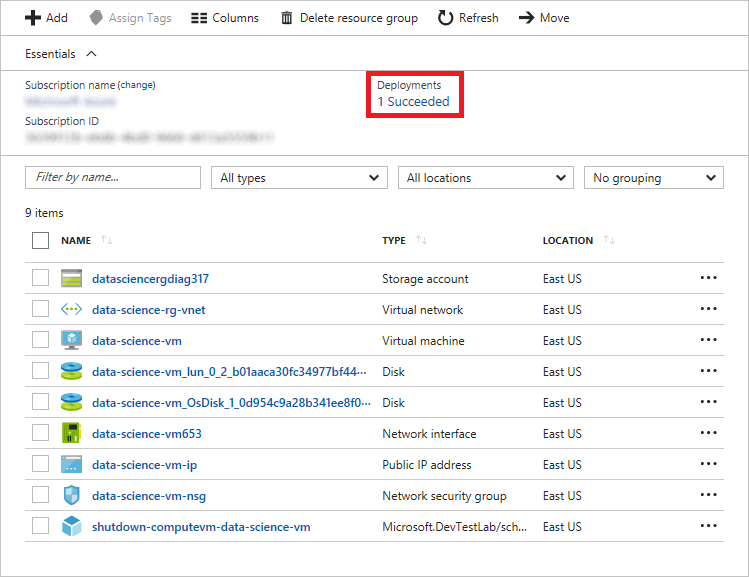 Add Assign Tags Columns Delete resource group Refresh Move
Essentials
Subscription name (change) Deployments
1 Succeeded
Subscription ID
Filter by name... All types All locations No grouping
9 items
NAME TYPE LOCATION
datasciencergdiag317 Storage account East US ...
data-science-rg-vnet Virtual network East US ...
data-science-vm Virtual machine East US ...
data-science-vm_lun_0_2_b01aaca30fc34977bf44... Disk East US ...
data-science-vm_OsDisk_1_0d954c9a28b341ee8f0... Disk East US ...
data-science-vm653 Network interface East US ...
data-science-vm-ip Public IP address East US ...
data-science-vm-nsg Network security group East US ...
shutdown-computevm-data-science-vm Microsoft.DevTestLab/sch... East US ...